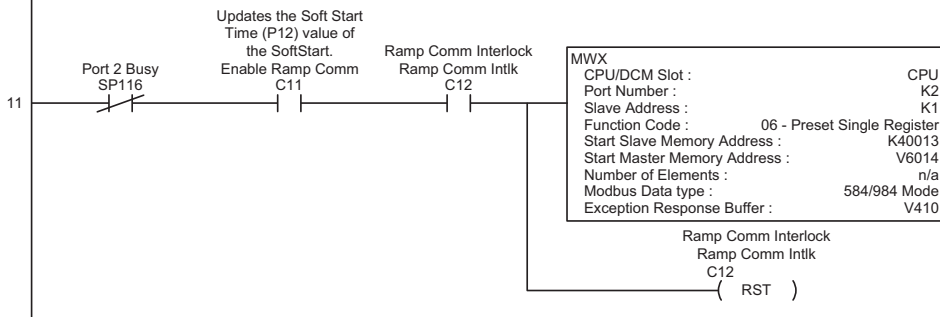 Updates the Soft Start
Time (P12) value of
the SoftStart.
Enable Ramp Comm
C11
Port 2 Busy
SP116
Ramp Comm Interlock
Ramp Comm Intlk
C12
11
MWX
CPU/DCM Slot : CPU
Port Number : K2
Slave Address : K1
Function Code : 06 - Preset Single Register
Start Slave Memory Address : K40013
Start Master Memory Address : V6014
Number of Elements : n/a
Modbus Data type : 584/984 Mode
Exception Response Buffer : V410
Ramp Comm Interlock
Ramp Comm Intlk
C12
( RST )